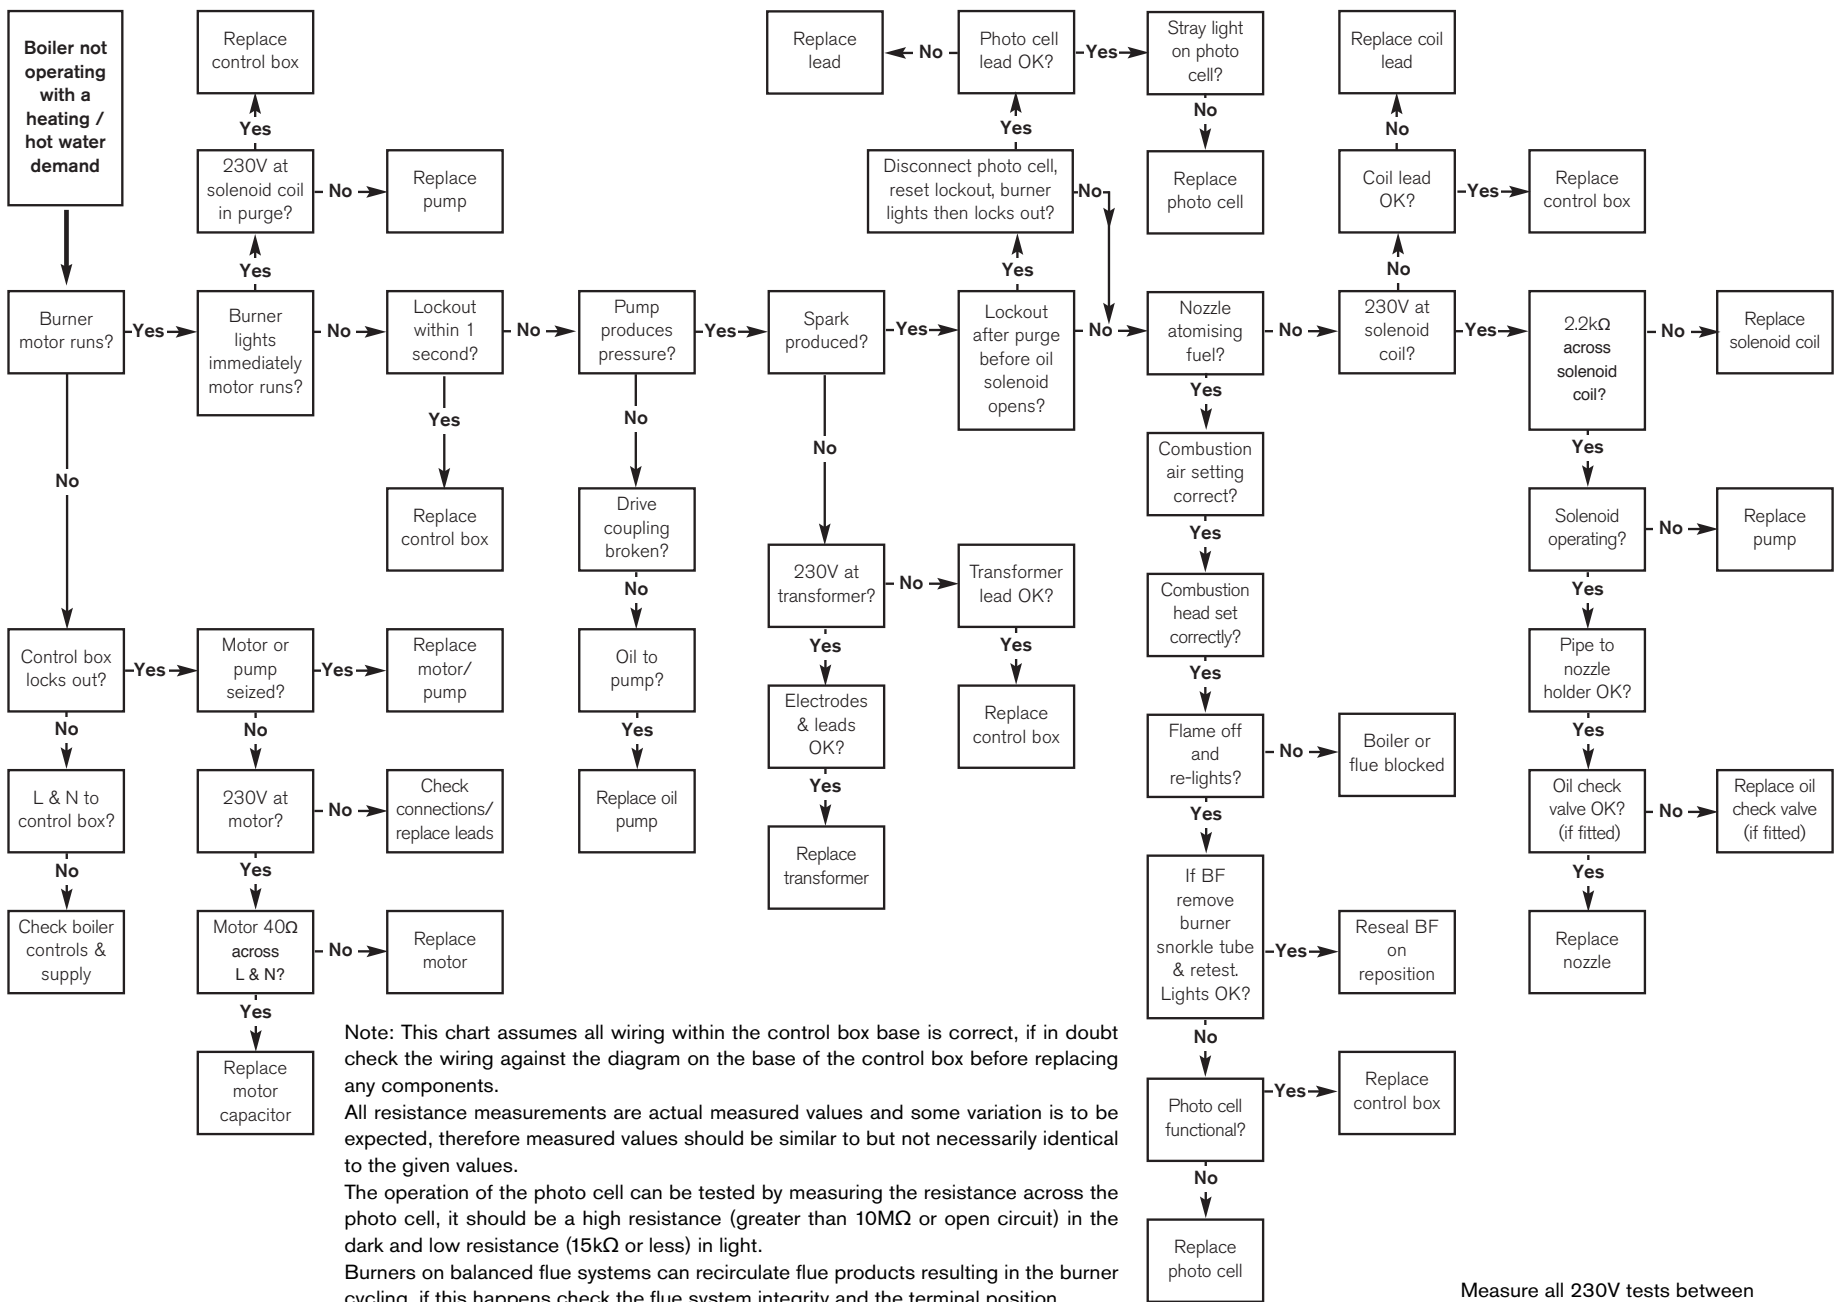 Boiler not
operating
with a
heating /
hot water
demand
Replace
control box
Yes
230V at
solenoid coil
in purge?
No
Replace
pump
Yes
Burner
motor runs?
Yes
Burner
lights
immediately
motor runs?
No
Lockout
within 1
second?
No
Pump
produces
pressure?
Yes
Spark
produced?
Yes
Lockout
after purge
before oil
solenoid
opens?
No
Nozzle
atomising
fuel?
No
230V at
solenoid
coil?
Yes
2.2kΩ
across
solenoid
coil?
No
Replace
solenoid coil
Replace
lead
No
Photo cell
lead OK?
Yes
Stray light
on photo
cell?
No
Replace
photo cell
Yes
Disconnect photo cell,
reset lockout, burner
lights then locks out?
No
Yes
Replace coil
lead
No
Coil lead
OK?
Yes
Replace
control box
No
Yes
Replace
control box
No
Drive
coupling
broken?
No
Oil to
pump?
Yes
Replace oil
pump
No
230V at
transformer?
No
Transformer
lead OK?
Yes
Replace
control box
Yes
Electrodes
& leads
OK?
Yes
Replace
transformer
Yes
Combustion
air setting
correct?
Yes
Combustion
head set
correctly?
Yes
Flame off
and
re-lights?
No
Boiler or
flue blocked
Yes
If BF
remove
burner
snorkle tube
& retest.
Lights OK?
Yes
Reseal BF
on
reposition
No
Photo cell
functional?
Yes
Replace
control box
No
Replace
photo cell
Yes
Solenoid
operating?
No
Replace
pump
Yes
Pipe to
nozzle
holder OK?
Yes
Oil check
valve OK?
(if fitted)
No
Replace oil
check valve
(if fitted)
Yes
Replace
nozzle
No
Control box
locks out?
Yes
Motor or
pump
seized?
Yes
Replace
motor/
pump
No
L & N to
control box?
No
Check boiler
controls &
supply
No
230V at
motor?
No
Check
connections/
replace leads
Yes
Motor 40Ω
across
L & N?
No
Replace
motor
Yes
Replace
motor
capacitor
Note: This chart assumes all wiring within the control box base is correct, if in doubt
check the wiring against the diagram on the base of the control box before replacing
any components.
All resistance measurements are actual measured values and some variation is to be
expected, therefore measured values should be similar to but not necessarily identical
to the given values.
The operation of the photo cell can be tested by measuring the resistance across the
photo cell, it should be a high resistance (greater than 10MΩ or open circuit) in the
dark and low resistance (15kΩ or less) in light.
Burners on balanced flue systems can recirculate flue products resulting in the burner
cycling, if this happens check the flue system integrity and the terminal position.
Measure all 230V tests between